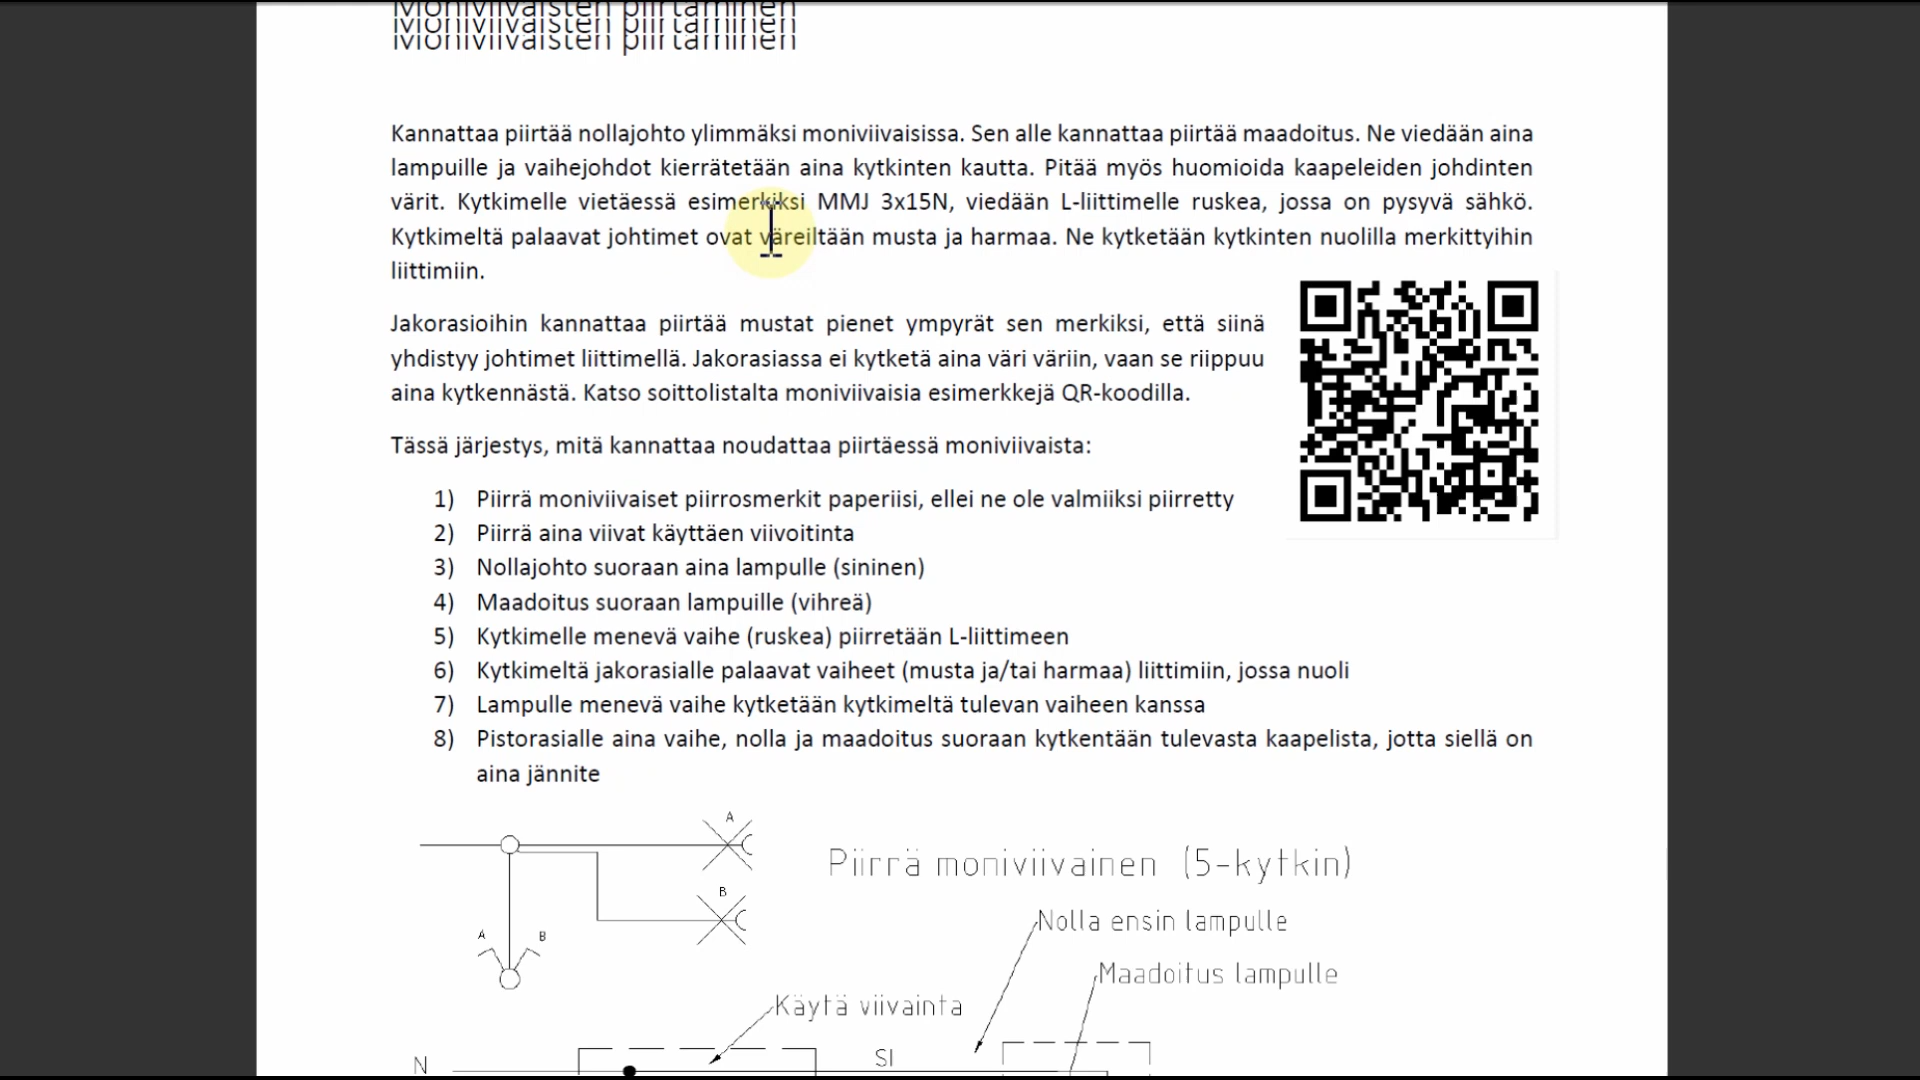 Moniviivaisten piirtäminen
Kannattaa piirtää nollajohto ylimmäksi moniviivaisissa. Sen alle kannattaa piirtää maadoitus. Ne viedään aina
lampuille ja vaihejohdot kierrätetään aina kytkinten kautta. Pitää myös huomioida kaapeleiden johdinten
värit. Kytkimelle vietäessä esimerkiksi MMJ 3x15N, viedään L-liittimelle ruskea, jossa on pysyvä sähkö.
Kytkimeltä palaavat johtimet ovat väreiltään musta ja harmaa. Ne kytketään kytkinten nuolilla merkittyihin
liittimiin.
Jakorasioihin kannattaa piirtää mustat pienet ympyrät sen merkiksi, että siinä
yhdistyy johtimet liittimellä. Jakorasiassa ei kytketä aina väri väriin, vaan se riippuu
aina kytkennästä. Katso soittolistalta moniviivaisia esimerkkejä QR-koodilla.
Tässä järjestys, mitä kannattaa noudattaa piirtäessä moniviivaista:
1) Piirrä moniviivaiset piirrosmerkit paperiisi, ellei ne ole valmiiksi piirretty
2) Piirrä aina viivat käyttäen viivoitinta
3) Nollajohto suoraan aina lampulle (sininen)
4) Maadoitus suoraan lampuille (vihreä)
5) Kytkimelle menevä vaihe (ruskea) piirretään L-liittimeen
6) Kytkimeltä jakorasialle palaavat vaiheet (musta ja/tai harmaa) liittimiin, jossa nuoli
7) Lampulle menevä vaihe kytketään kytkimeltä tulevan vaiheen kanssa
8) Pistorasialle aina vaihe, nolla ja maadoitus suoraan kytkentään tulevasta kaapelista, jotta siellä on
aina jännite
A
Piirrä moniviivainen (5-kytkin)
B
Nolla ensin lampulle
A B
Maadoitus lampulle
Käytä viivainta
N
SI